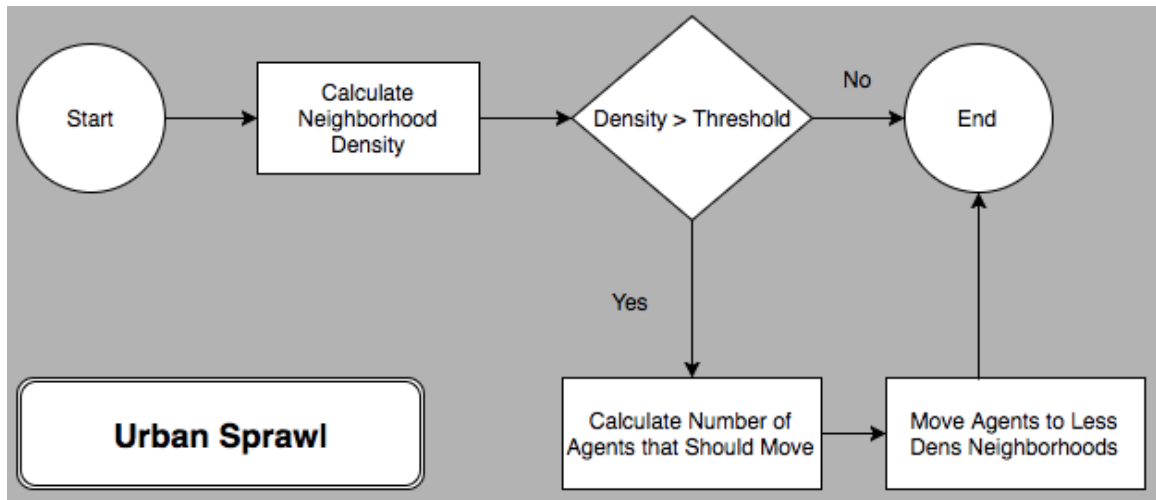 Start
Calculate
Neighborhood
Density
Density > Threshold
No
End
Yes
Calculate Number of
Agents that Should Move
Move Agents to Less
Dens Neighborhoods
Urban Sprawl